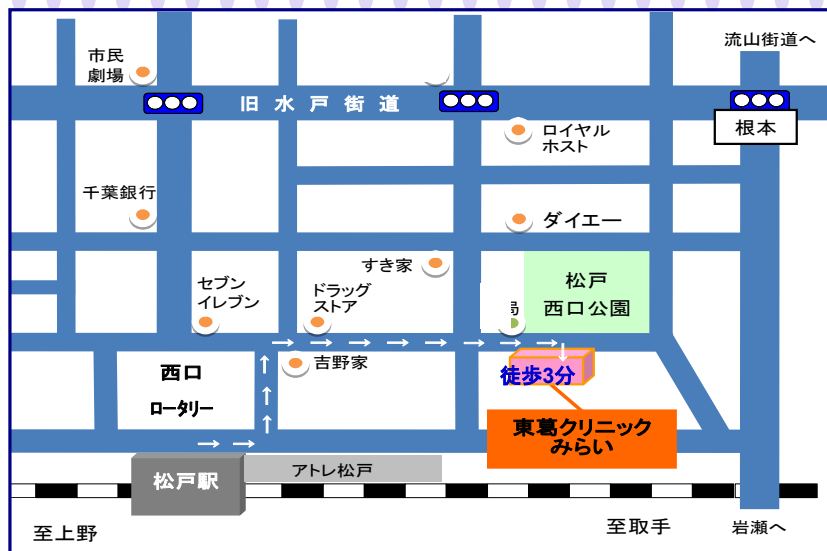 市民
劇場
流山街道へ
旧水戸街道
根本
ロイヤル
ホスト
千葉銀行
ダイエー
すき家
セブン
イレブン
ドラッグ
ストア
松戸
西口公園
局
吉野家
西口
ロータリー
徒歩3分
東葛クリニック
みらい
アトレ松戸
松戸駅
至上野
至取手
岩瀬へ